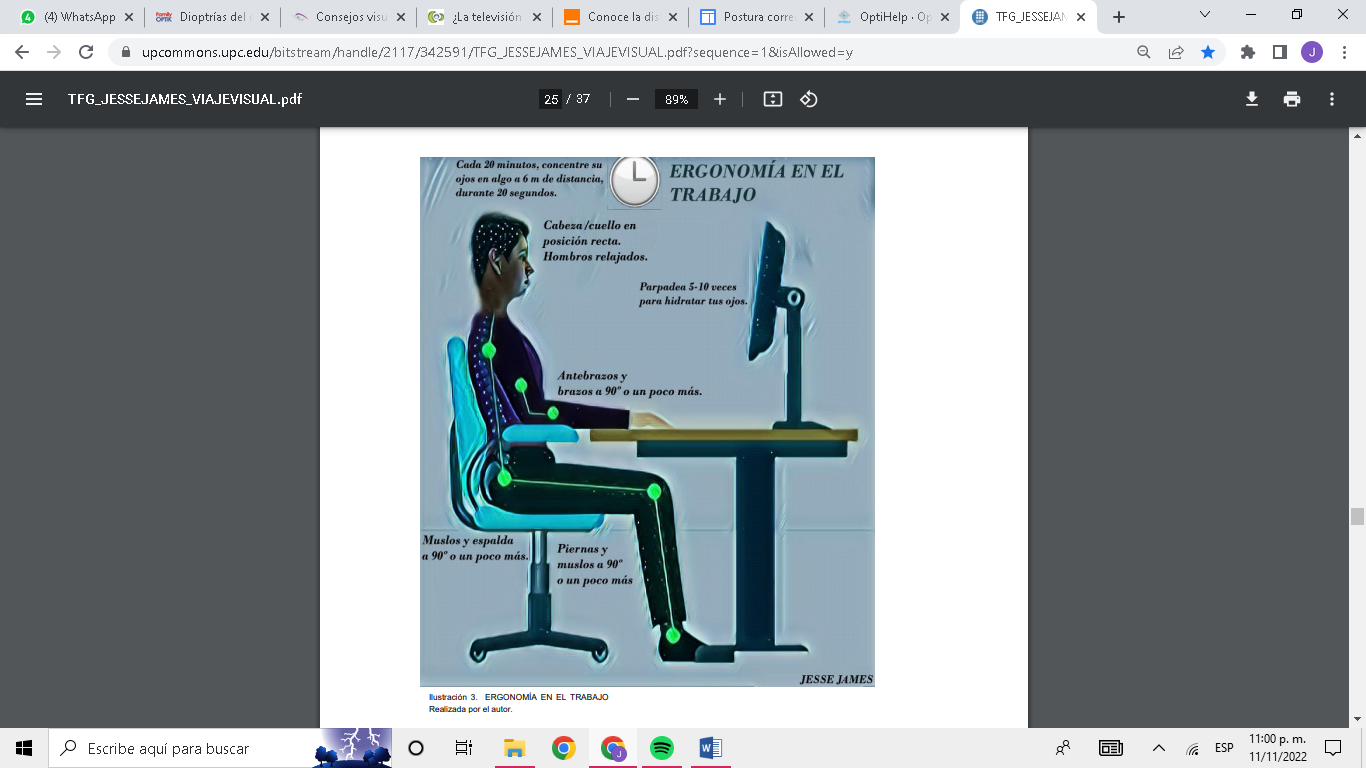 (4) WhatsApp
Dioptrías del
Consejos visu
¿La televisión
Conoce la dis
Postura corre
OptiHelp · Op
TFG_JESSEJAM
upcommons.upc.edu/bitstream/handle/2117/342591/TFG_JESSEJAMES_VIAJEVISUAL.pdf?sequence=1&isAllowed=y
J
TFG_JESSEJAMES_VIAJEVISUAL.pdf
25 / 37
89%
Cada 20 minutos, concentre su
ojos en algo a 6 m de distancia,
durante 20 segundos.
ERGONOMÍA EN EL
TRABAJO
Cabeza/cuello en
posición recta.
Hombros relajados.
Parpadea 5-10 veces
para hidratar tus ojos.
Antebrazos y
brazos a 90º o un poco más.
Muslos y espalda
a 90º o un poco más.
Piernas y
muslos a 90º
o un poco más
JESSE JAMES
Ilustración 3. ERGONOMÍA EN EL TRABAJO
Realizada por el autor.
Escribe aquí para buscar
ESP
11:00 p. m.
11/11/2022